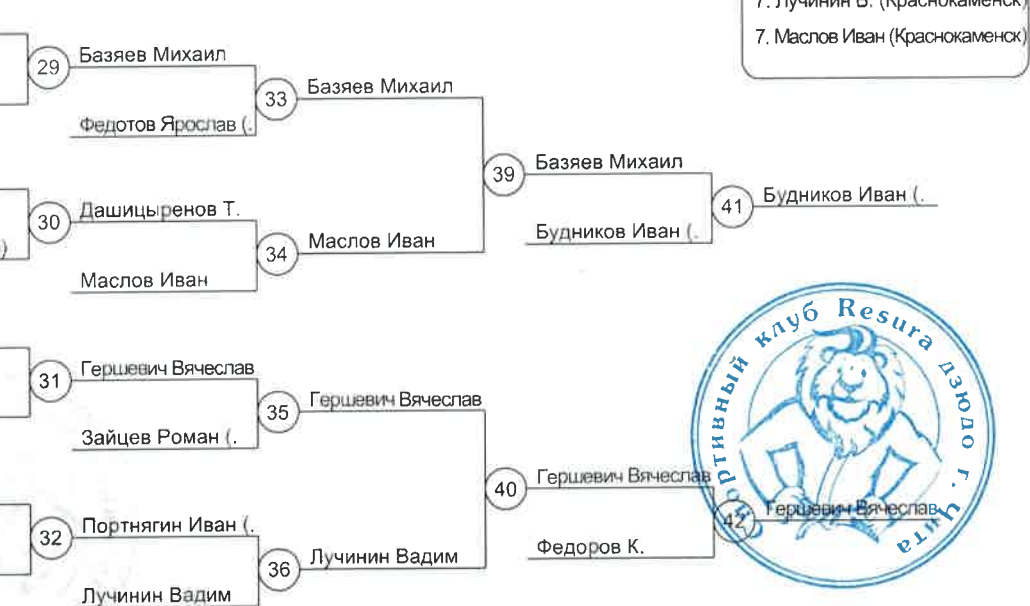 7. Лучинин В. (Краснокаменск)
7. Маслов Иван (Краснокаменск)
29
Базяев Михаил
Федотов Ярослав (.
33
Базяев Михаил
39
Базяев Михаил
Будников Иван (.
41
Будников Иван (.
30
Дашицыренов Т.
Маслов Иван
34
Маслов Иван
31
Гершевич Вячеслав
Зайцев Роман (.
35
Гершевич Вячеслав
40
Гершевич Вячеслав
Федоров К.
42
Гершевич Вячеслав
32
Портнягин Иван (.
Лучинин Вадим
36
Лучинин Вадим
Спортивный клуб Resura дзюдо г. Чита